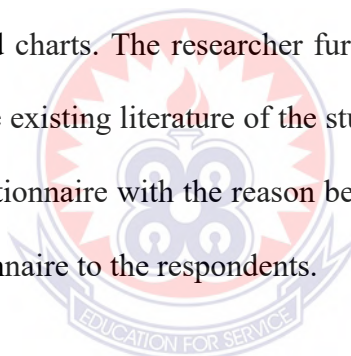 d charts. The researcher fur
existing literature of the stu
tionnaire with the reason be
nnaire to the respondents.
EDUCATION FOR SERVICE